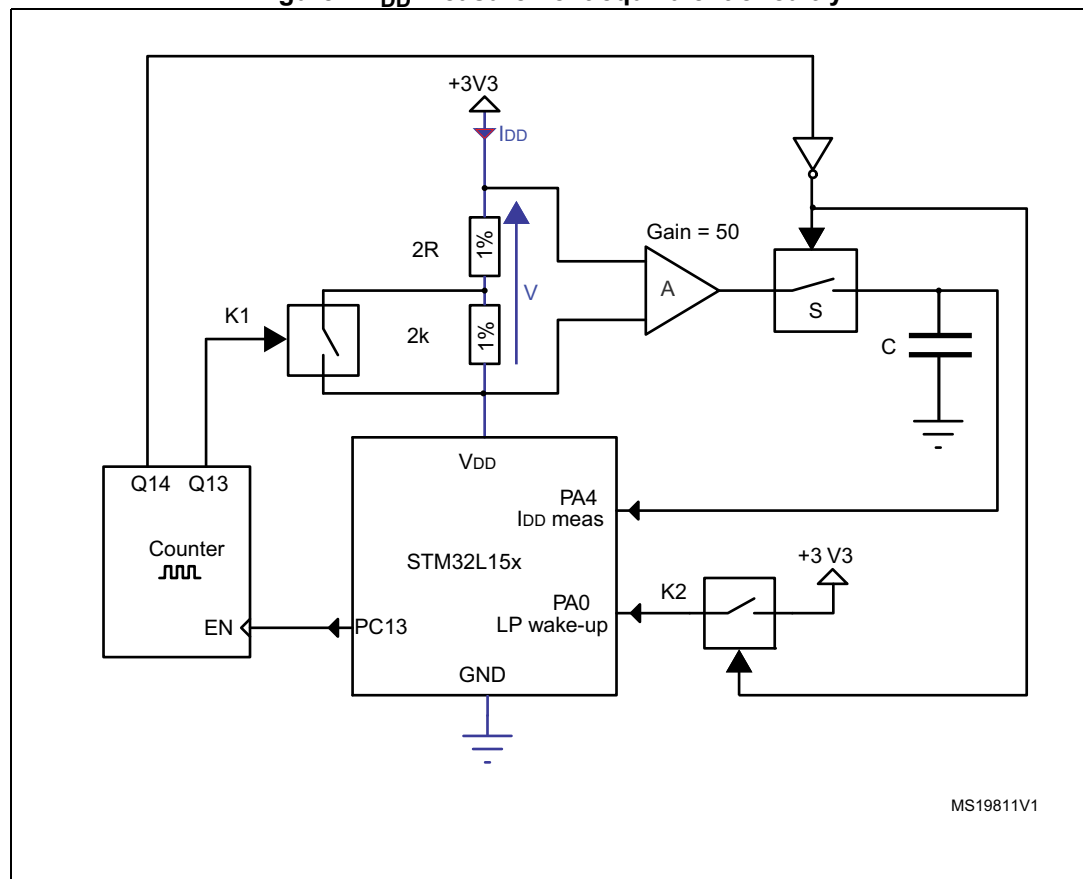 +3V3
IDD
Gain = 50
2R
1%
V
A
S
K1
2k
1%
C
VDD
Q14 Q13
PA4
IDD meas
Counter
STM32L15x
+3 V3
K2
PA0
LP wake-up
EN
PC13
GND
MS19811V1